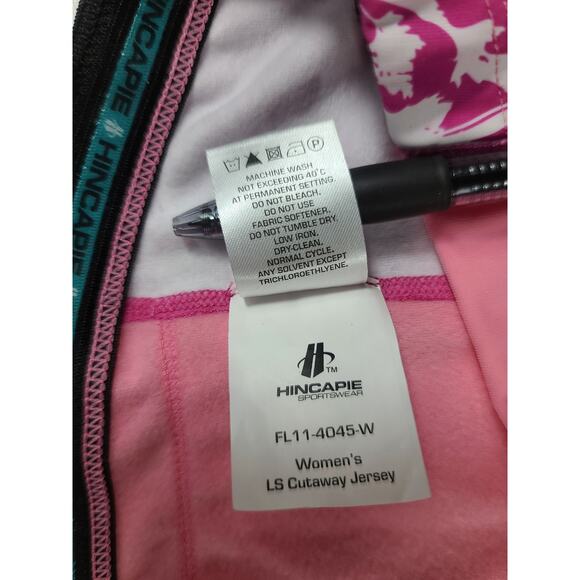 HINCAPIE
HINCAPIE
P
MACHINE WASH
NOT EXCEEDING 40°C
AT PERMANENT SETTING.
DO NOT BLEACH.
DO NOT USE
FABRIC SOFTENER.
DO NOT TUMBLE DRY.
LOW IRON.
DRY-CLEAN.
NORMAL CYCLE.
ANY SOLVENT EXCEPT
TRICHLOROETHLYENE.
TM
HINCAPIE
SPORTSWEAR
FL11-4045-W
Women's
LS Cutaway Jersey